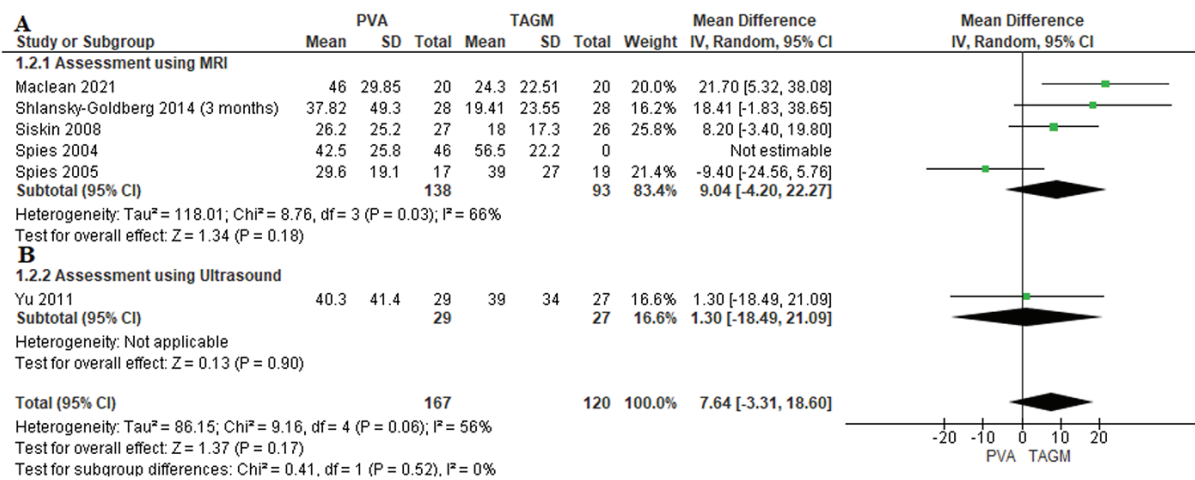 A PVA TAGM Mean Difference Mean Difference
Study or Subgroup Mean SD Total Mean SD Total Weight IV, Random, 95% CI IV, Random, 95% CI
1.2.1 Assessment using MRI
Maclean 2021 46 29.85 20 24.3 22.51 20 20.0% 21.70 [5.32, 38.08]
Shlansky-Goldberg 2014 (3 months) 37.82 49.3 28 19.41 23.55 28 16.2% 18.41 [-1.83, 38.65]
Siskin 2008 26.2 25.2 27 18 17.3 26 25.8% 8.20 [-3.40, 19.80]
Spies 2004 42.5 25.8 46 56.5 22.2 0 Not estimable
Spies 2005 29.6 19.1 17 39 27 19 21.4% -9.40 [-24.56, 5.76]
Subtotal (95% CI) 138 93 83.4% 9.04 [-4.20, 22.27]
Heterogeneity: Tau² = 118.01; Chi² = 8.76, df = 3 (P = 0.03); I² = 66%
Test for overall effect: Z = 1.34 (P = 0.18)
B
1.2.2 Assessment using Ultrasound
Yu 2011 40.3 41.4 29 39 34 27 16.6% 1.30 [-18.49, 21.09]
Subtotal (95% CI) 29 27 16.6% 1.30 [-18.49, 21.09]
Heterogeneity: Not applicable
Test for overall effect: Z = 0.13 (P = 0.90)
Total (95% CI) 167 120 100.0% 7.64 [-3.31, 18.60]
Heterogeneity: Tau² = 86.15; Chi² = 9.16, df = 4 (P = 0.06); I² = 56%
Test for overall effect: Z = 1.37 (P = 0.17)
Test for subgroup differences: Chi² = 0.41, df = 1 (P = 0.52), I² = 0%
-20 -10 0 10 20
PVA TAGM